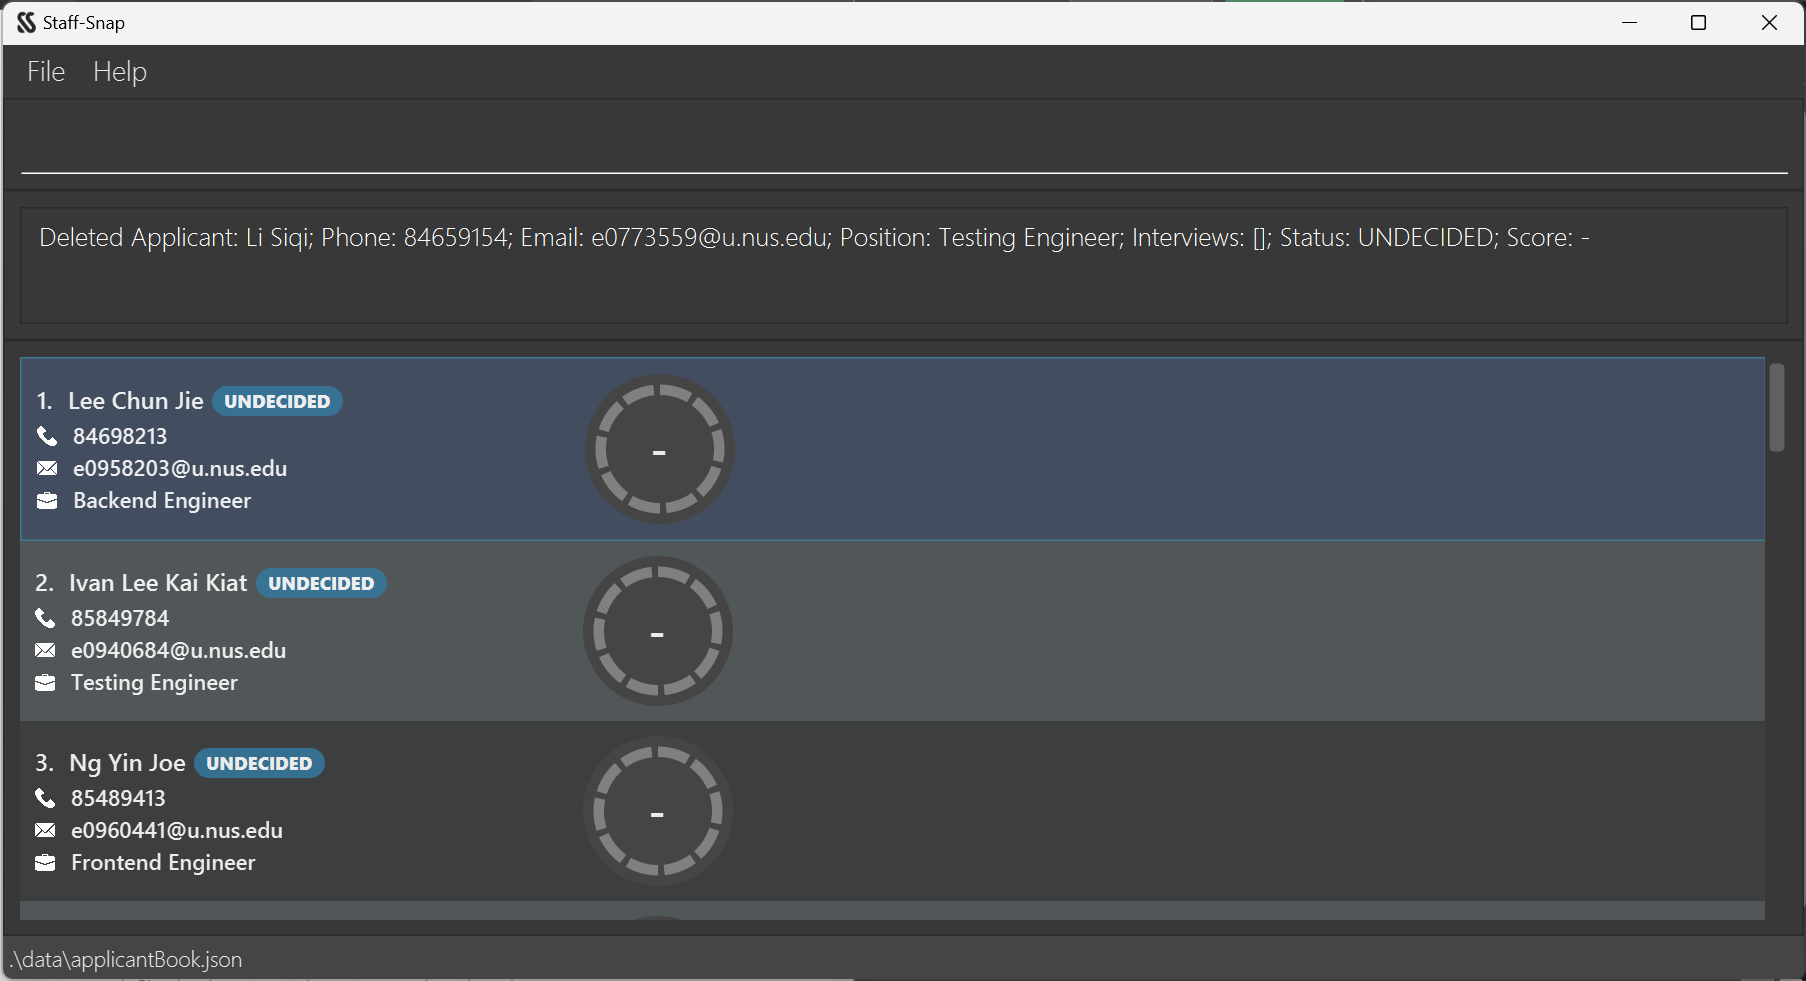 Staff-Snap
File Help
Deleted Applicant: Li Siqi; Phone: 84659154; Email: e0773559@u.nus.edu; Position: Testing Engineer; Interviews: []; Status: UNDECIDED; Score: -
1. Lee Chun Jie UNDECIDED
84698213
e0958203@u.nus.edu
Backend Engineer
-
2. Ivan Lee Kai Kiat UNDECIDED
85849784
e0940684@u.nus.edu
Testing Engineer
-
3. Ng Yin Joe UNDECIDED
85489413
e0960441@u.nus.edu
Frontend Engineer
-
.\data\applicantBook.json